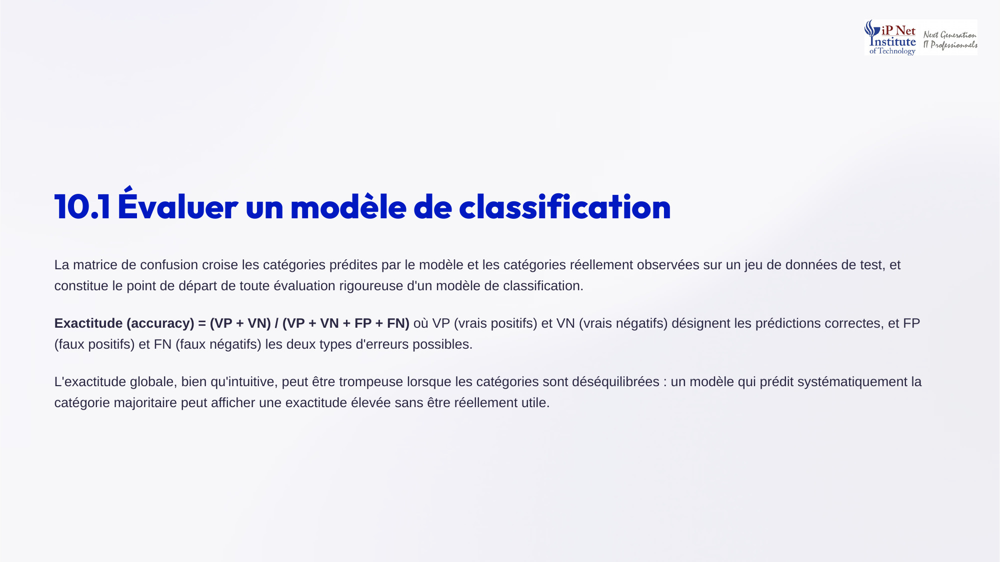 iP Net
Institute
of Technology
Next Generation
IT Professionnels
10.1 Évaluer un modèle de classification
La matrice de confusion croise les catégories prédites par le modèle et les catégories réellement observées sur un jeu de données de test, et
constitue le point de départ de toute évaluation rigoureuse d'un modèle de classification.
Exactitude (accuracy) = (VP + VN) / (VP + VN + FP + FN) où VP (vrais positifs) et VN (vrais négatifs) désignent les prédictions correctes, et FP
(faux positifs) et FN (faux négatifs) les deux types d'erreurs possibles.
L'exactitude globale, bien qu'intuitive, peut être trompeuse lorsque les catégories sont déséquilibrées : un modèle qui prédit systématiquement la
catégorie majoritaire peut afficher une exactitude élevée sans être réellement utile.